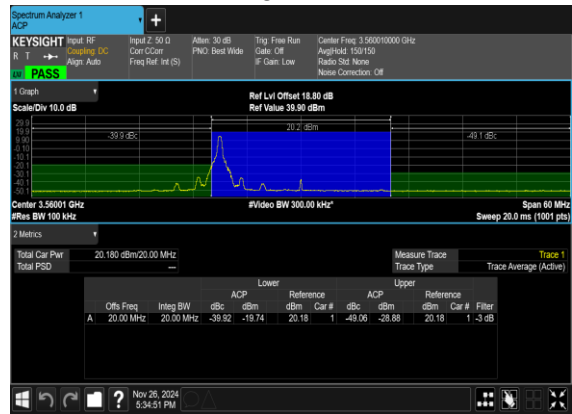 Spectrum Analyzer 1
ACP
+
KEYSIGHT Input: RF Input Z: 50 Ω Atten: 30 dB Trig: Free Run Center Freq: 3.560010000 GHz
R T Coupling: DC Corr CCorr PNO: Best Wide Gate: Off Avg|Hold: 150/150
Align: Auto Freq Ref: Int (S) IF Gain: Low Radio Std: None
Noise Correction: Off
PASS
1 Graph Ref Lvl Offset 18.80 dB
Scale/Div 10.0 dB Ref Value 39.90 dBm
29.9
19.9 20.2 dBm
9.90 -39.9 dBc -49.1 dBc
-0.10
-10.1
-20.1
-30.1
-40.1
-50.1
Center 3.56001 GHz #Video BW 300.00 kHz* Span 60 MHz
#Res BW 100 kHz Sweep 20.0 ms (1001 pts)
2 Metrics
Total Car Pwr 20.180 dBm/20.00 MHz Measure Trace Trace 1
Total PSD --- Trace Type Trace Average (Active)
Lower Upper
ACP Reference ACP Reference
Offs Freq Integ BW dBc dBm dBm Car # dBc dBm dBm Car # Filter
A 20.00 MHz 20.00 MHz -39.92 -19.74 20.18 1 -49.06 -28.88 20.18 1 -3 dB
? Nov 26, 2024
5:34:51 PM